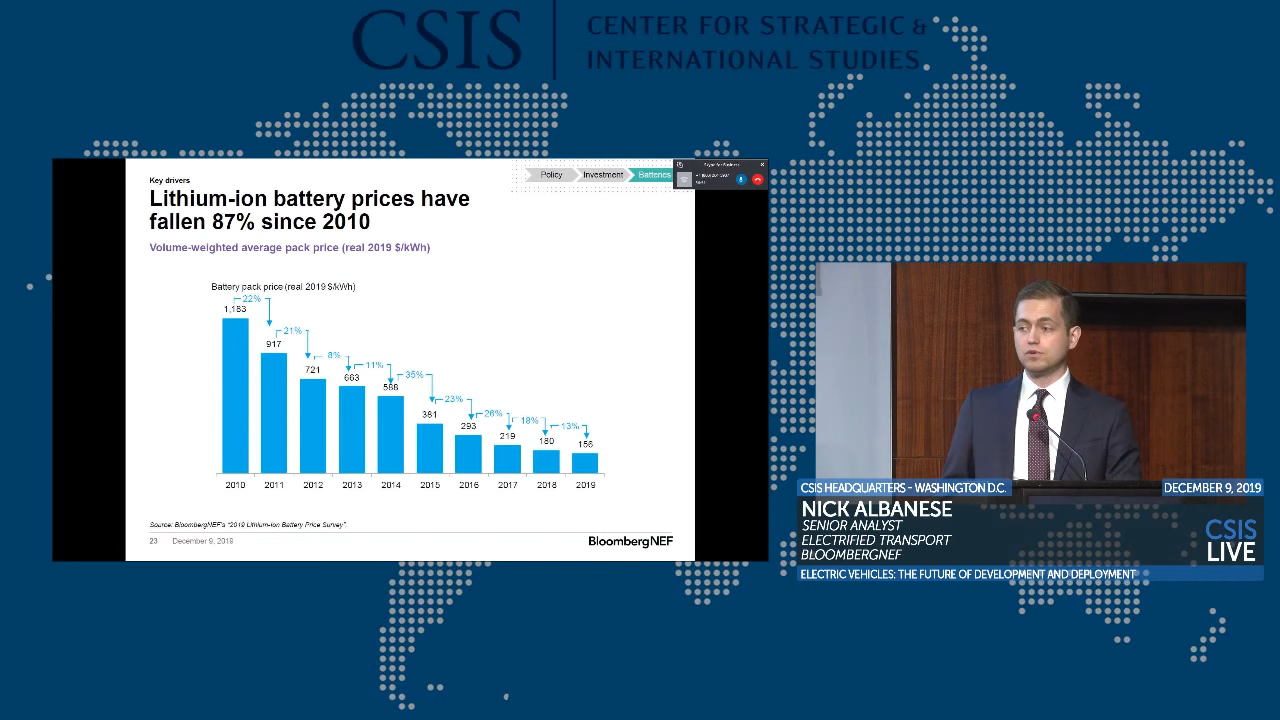 CSIS
CENTER FOR STRATEGIC &
INTERNATIONAL STUDIES
Key drivers
Policy
Investment
Batteries
Skype for Business
Lithium-ion battery prices have
fallen 87% since 2010
Volume-weighted average pack price (real 2019 $/kWh)
Battery pack price (real 2019 $/kWh)
22%
1,183
21%
917
8%
721
11%
663
35%
588
23%
381
26%
293
18%
219
13%
180
156
2010 2011 2012 2013 2014 2015 2016 2017 2018 2019
Source: BloombergNEF's "2019 Lithium-Ion Battery Price Survey".
23 December 9, 2019
BloombergNEF
CSIS HEADQUARTERS - WASHINGTON D.C.
DECEMBER 9, 2019
NICK ALBANESE
SENIOR ANALYST
ELECTRIFIED TRANSPORT
BLOOMBERGNEF
CSIS
LIVE
ELECTRIC VEHICLES: THE FUTURE OF DEVELOPMENT AND DEPLOYMENT